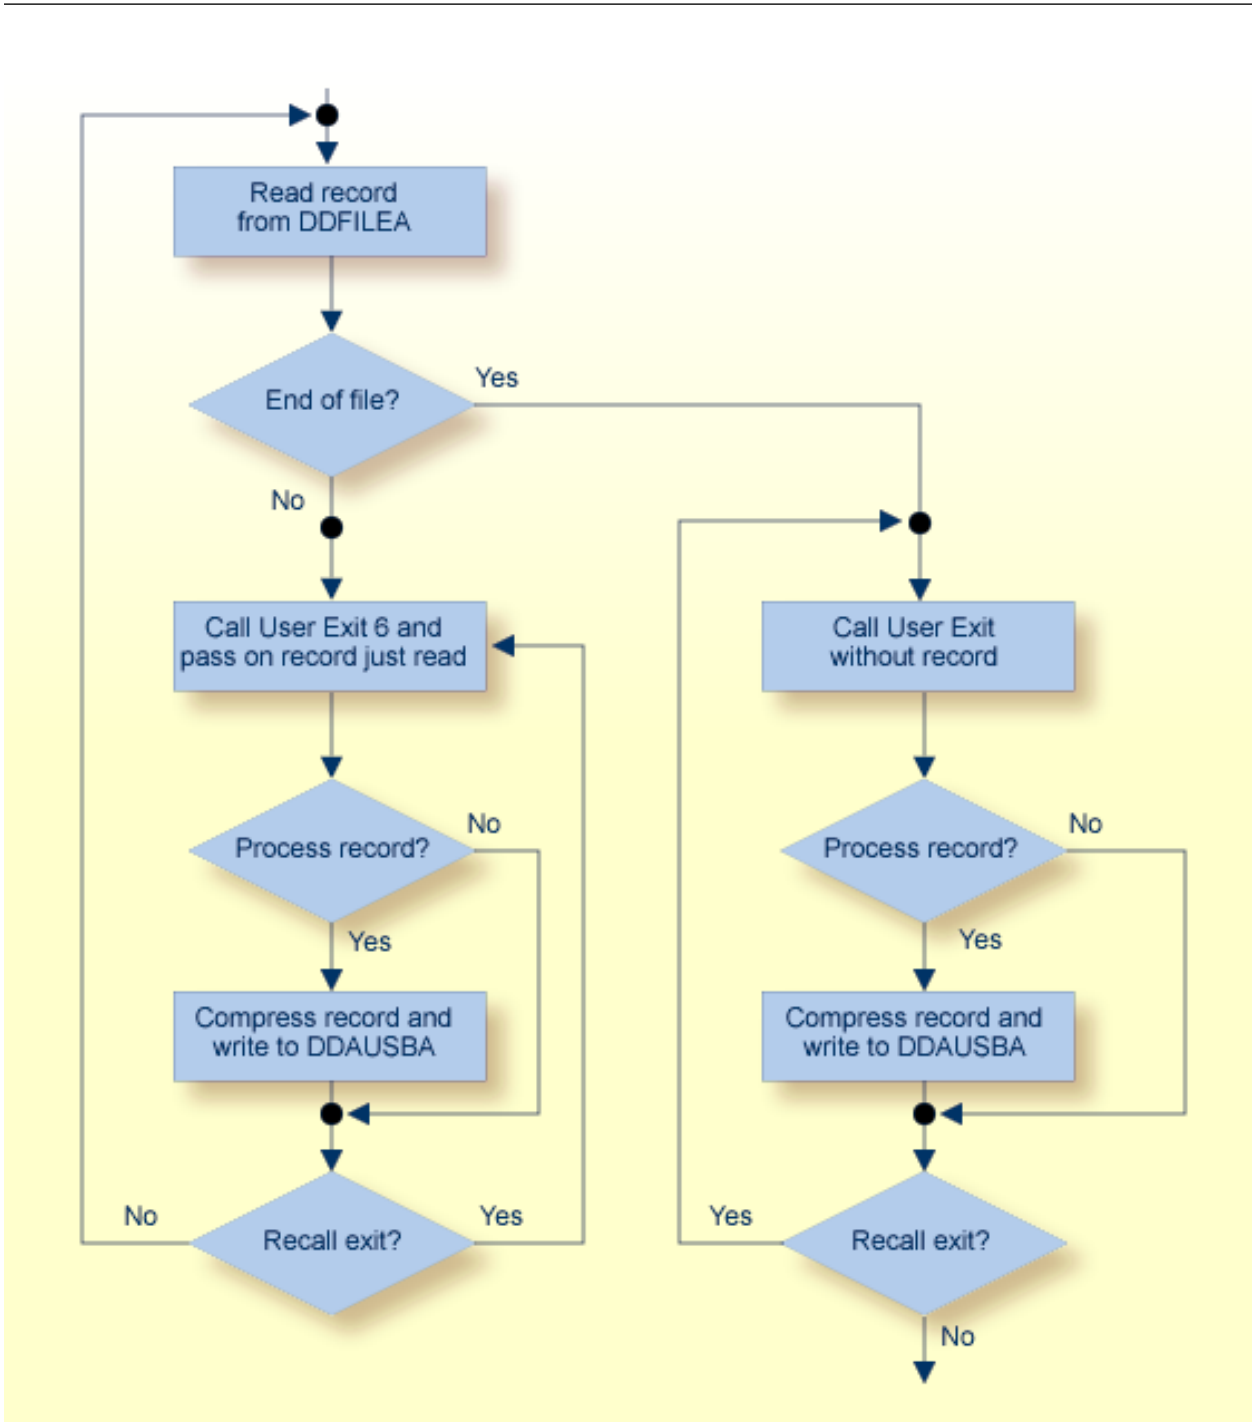 Read record
from DDFILEA
End of file?
Yes
No
Call User Exit 6 and
pass on record just read
Call User Exit
without record
Process record?
No
Yes
Process record?
No
Yes
Compress record and
write to DDAUSBA
Compress record and
write to DDAUSBA
No
Recall exit?
Yes
Yes
Recall exit?
No